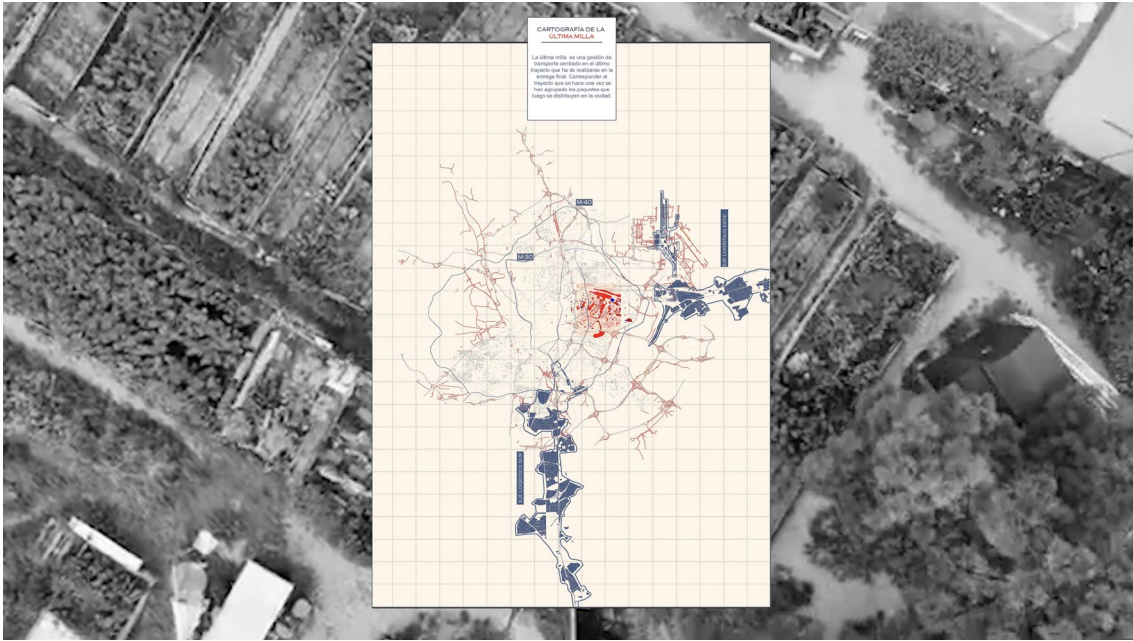 CARTOGRAFÍA DE LA
ÚLTIMA MILLA
La última milla es una gestión de
transporte centrado en el último
trayecto que ha de realizarse en la
entrega final. Corresponder al
trayecto que se hace una vez se
han agrupado los paquetes que
luego se distribuyen en la ciudad.
M-40
EJE LOGÍSTICO ESTE
M-30
EJE LOGÍSTICO SUR